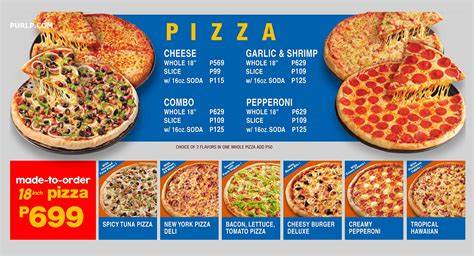 PURLP.COM
PIZZA
CHEESE
WHOLE 18" P569
SLICE P99
w/ 16oz. SODA P115
GARLIC & SHRIMP
WHOLE 18" P629
SLICE P109
w/ 16oz. SODA P125
COMBO
WHOLE 18" P629
SLICE P109
w/ 16oz. SODA P125
PEPPERONI
WHOLE 18" P629
SLICE P109
w/ 16oz. SODA P125
CHOICE OF 2 FLAVORS IN ONE WHOLE PIZZA ADD P50
made-to-order
18inch pizza
P699
SPICY TUNA PIZZA
NEW YORK PIZZA
DELI
BACON, LETTUCE,
TOMATO PIZZA
CHEESY BURGER
DELUXE
CREAMY
PEPPERONI
TROPICAL
HAWAIIAN